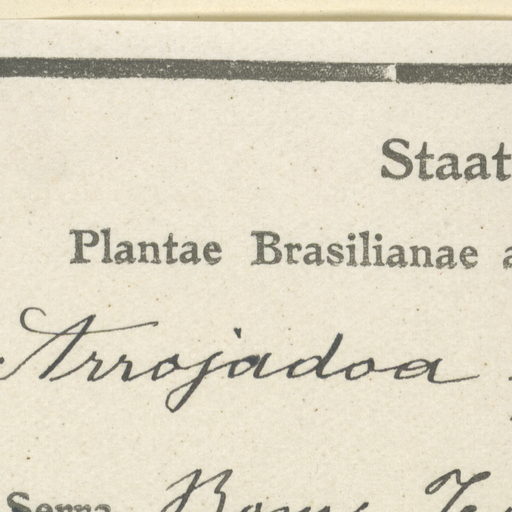 Staat
Plantae Brasilianae a
Arrojadoa
Serra